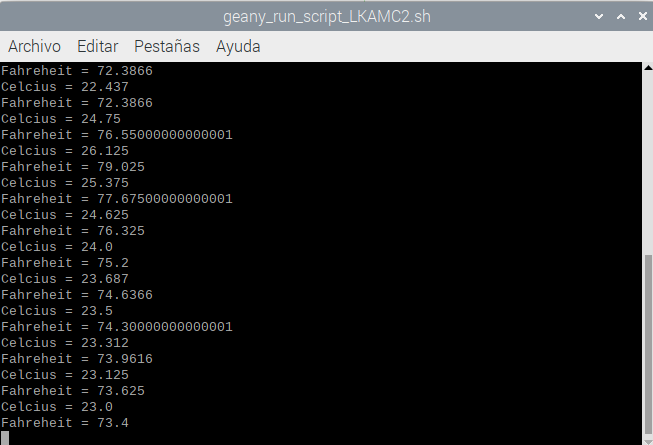 geany_run_script_LKAMC2.sh
Archivo Editar Pestañas Ayuda
Fahreheit = 72.3866
Celcius = 22.437
Fahreheit = 72.3866
Celcius = 24.75
Fahreheit = 76.55000000000001
Celcius = 26.125
Fahreheit = 79.025
Celcius = 25.375
Fahreheit = 77.67500000000001
Celcius = 24.625
Fahreheit = 76.325
Celcius = 24.0
Fahreheit = 75.2
Celcius = 23.687
Fahreheit = 74.6366
Celcius = 23.5
Fahreheit = 74.30000000000001
Celcius = 23.312
Fahreheit = 73.9616
Celcius = 23.125
Fahreheit = 73.625
Celcius = 23.0
Fahreheit = 73.4